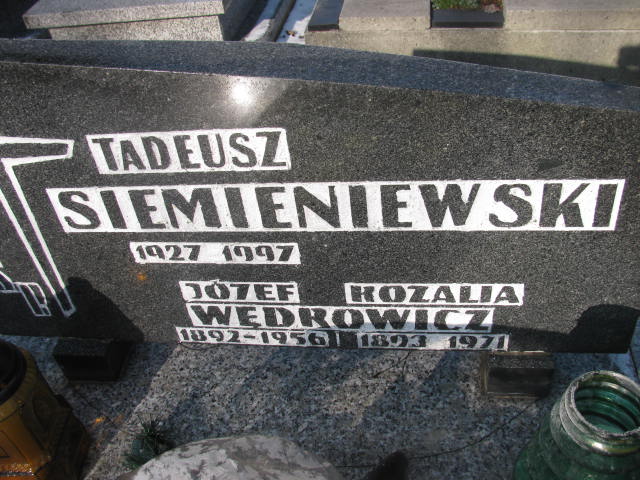 TADEUSZ
SIEMIENIEWSKI
1927 1997
JÓZEF ROZALIA
WĘDROWICZ
1892-1956 1893 1971